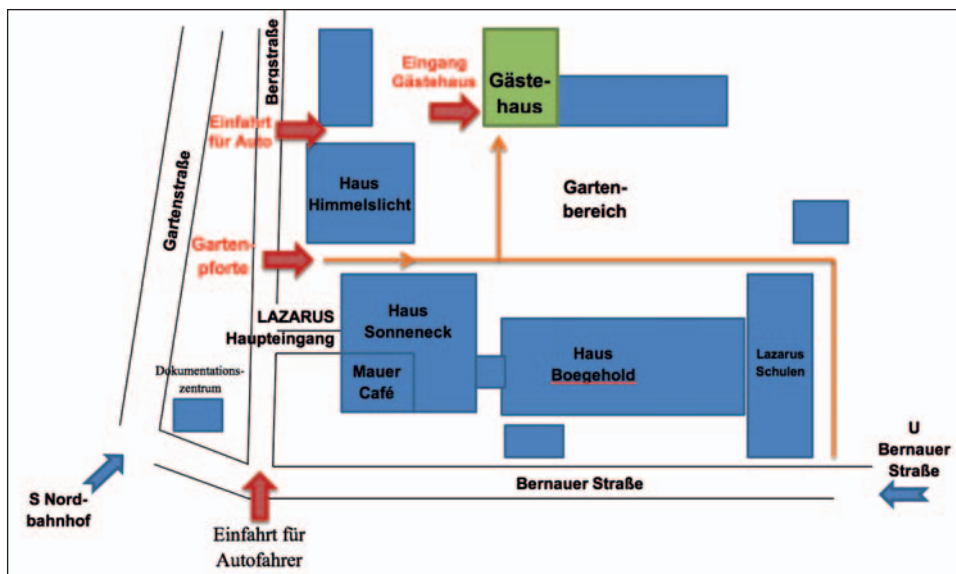 Gartenstraße
Bergstraße
Einfahrt
für Auto
Eingang
Gästehaus
Gäste-
haus
Haus
Himmelslicht
Garten-
bereich
Garten-
pforte
LAZARUS
Haupteingang
Haus
Sonneneck
Mauer
Café
Haus
Boegehold
Lazarus
Schulen
Dokumentations-
zentrum
S Nord-
bahnhof
Einfahrt für
Autofahrer
Bernauer Straße
U
Bernauer
Straße